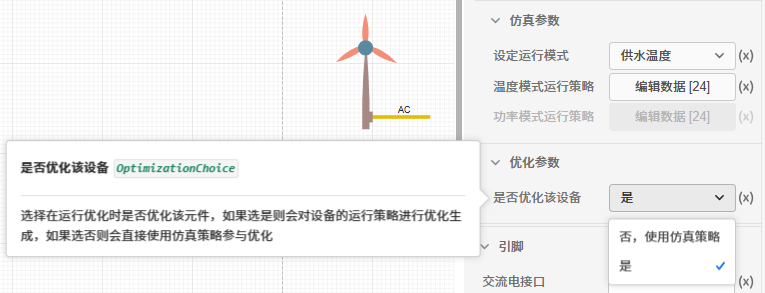 仿真参数
设定运行模式 供水温度 (x)
温度模式运行策略 编辑数据 [24] (x)
功率模式运行策略 编辑数据 [24] (x)
AC
是否优化该设备 OptimizationChoice
选择在运行优化时是否优化该元件，如果选是则会对设备的运行策略进行优化生
成，如果选否则会直接使用仿真策略参与优化
优化参数
是否优化该设备 是 (x)
否，使用仿真策略
是
引脚
交流电接口 (x)